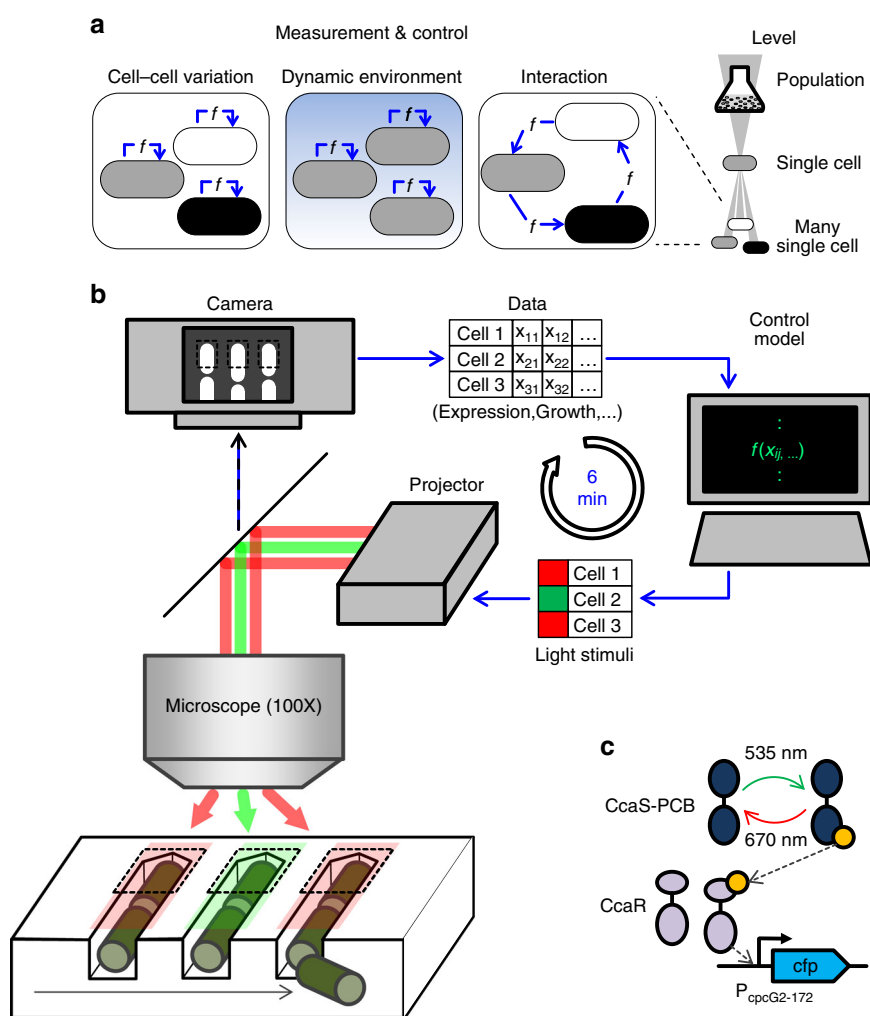 a
Measurement & control
Level
Cell–cell variation
Dynamic environment
Interaction
Population
f
f
f
f
f
f
f
f
f
Single cell
Many
single cell
b
Camera
Data
Control
model
Cell 1 x11 x12 ...
Cell 2 x21 x22 ...
Cell 3 x31 x32 ...
(Expression,Growth,...)
:
f(xij, ...)
:
Projector
6
min
Cell 1
Cell 2
Cell 3
Light stimuli
Microscope (100X)
c
535 nm
CcaS-PCB
670 nm
CcaR
cfp
PcpcG2-172